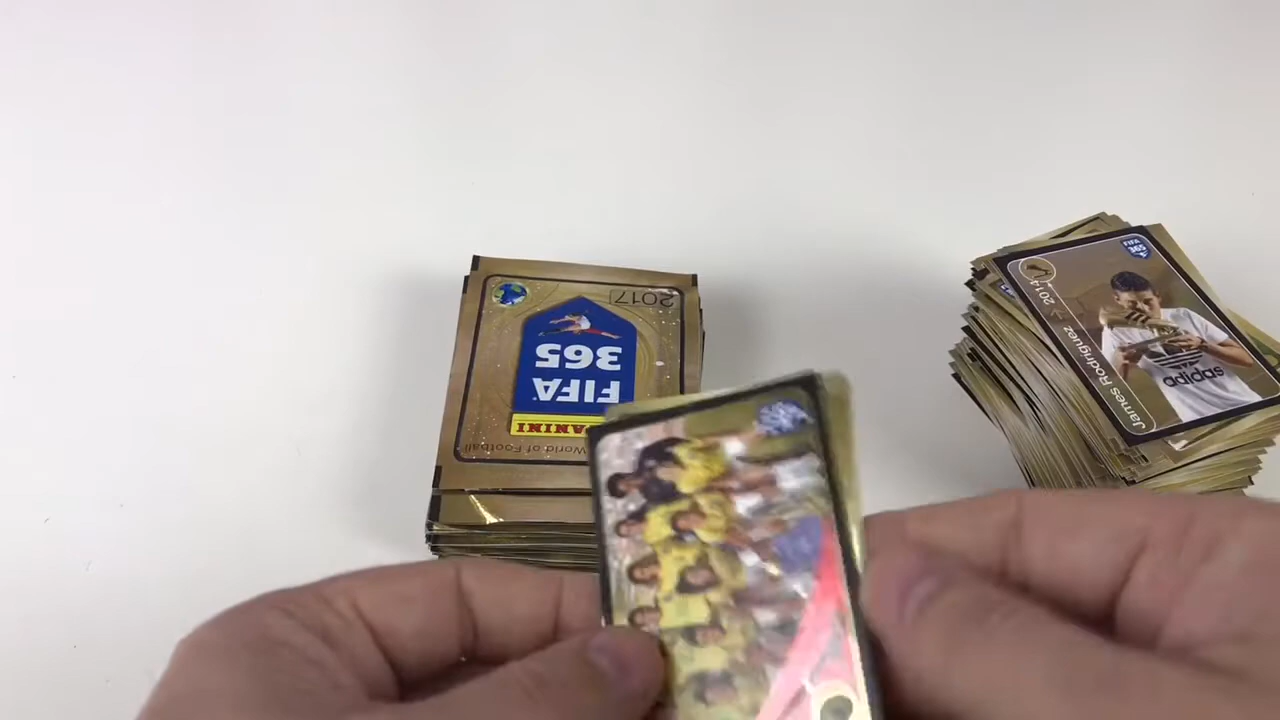 2017
FIFA
365
PANINI
World of Football
FIFA
365
2014
James Rodríguez
adidas